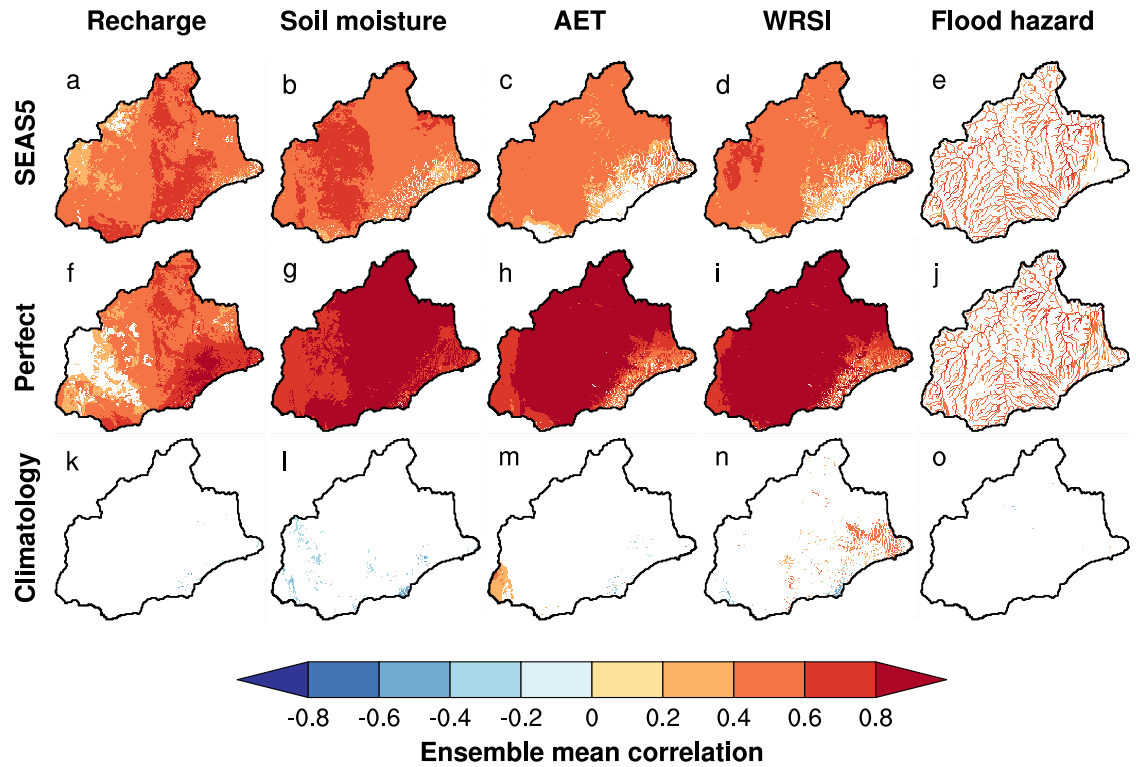 Recharge Soil moisture AET WRSI Flood hazard
SEAS5
a b c d e
Perfect
f g h i j
Climatology
k l m n o
-0.8 -0.6 -0.4 -0.2 0 0.2 0.4 0.6 0.8
Ensemble mean correlation